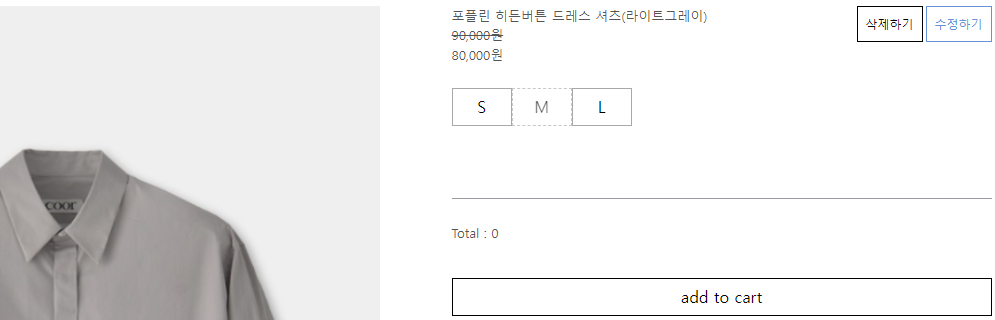 포플린 히든버튼 드레스 셔츠(라이트그레이)
90,000원
80,000원
삭제하기
수정하기
S
M
L
coor
Total : 0
add to cart